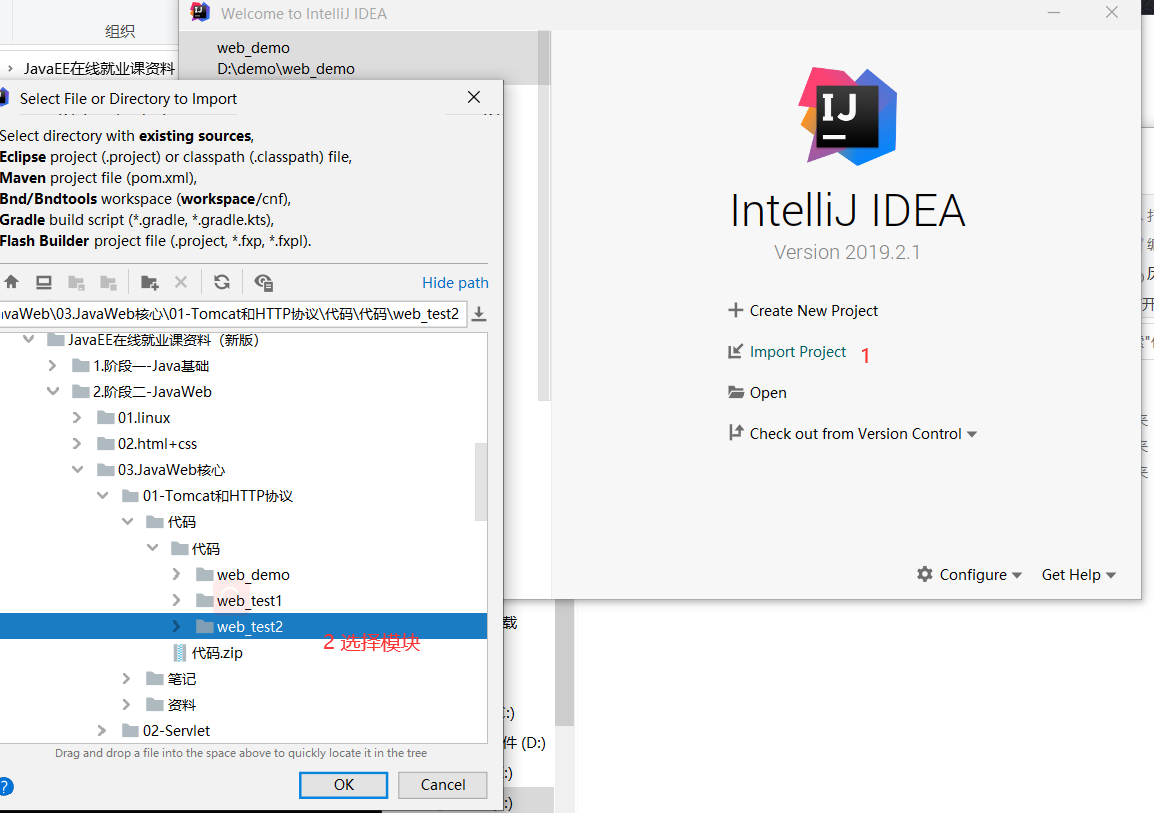 组织
JavaEE在线就业课资料
Welcome to IntelliJ IDEA
web_demo
D:\demo\web_demo
Select File or Directory to Import
Select directory with existing sources,
Eclipse project (.project) or classpath (.classpath) file,
Maven project file (pom.xml),
Bnd/Bndtools workspace (workspace/cnf),
Gradle build script (*.gradle, *.gradle.kts),
Flash Builder project file (.project, *.fxp, *.fxpl).
Hide path
vaWeb\03.JavaWeb核心\01-Tomcat和HTTP协议\代码\代码\web_test2
JavaEE在线就业课资料（新版）
1.阶段一-Java基础
2.阶段二-JavaWeb
01.linux
02.html+css
03.JavaWeb核心
01-Tomcat和HTTP协议
代码
代码
web_demo
web_test1
web_test2
2 选择模块
代码.zip
笔记
资料
02-Servlet
Drag and drop a file into the space above to quickly locate it in the tree
OK
Cancel
?
IJ
IntelliJ IDEA
Version 2019.2.1
Create New Project
Import Project
1
Open
Check out from Version Control
Configure
Get Help
载
:)
件 (D:)
:)
:)